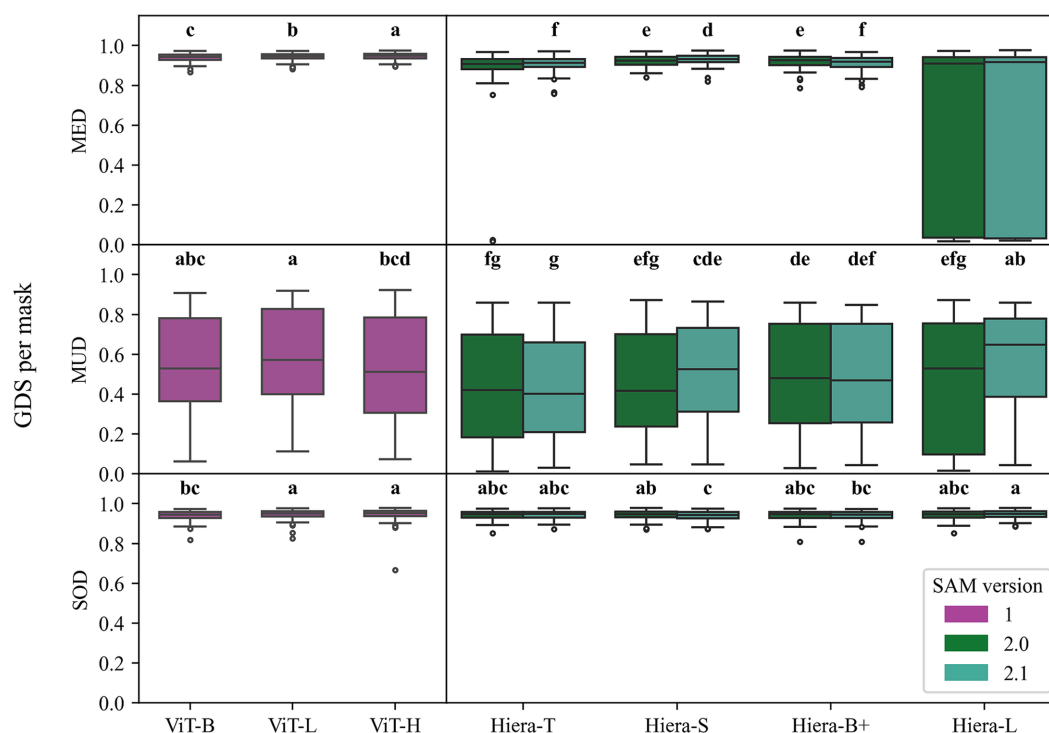 c b a f e d e f
1.0
0.8
0.6
0.4
0.2
0.0
MED
abc a bcd fg g efg cde de def efg ab
1.0
0.8
0.6
0.4
0.2
0.0
MUD
GDS per mask
bc a a abc abc ab c abc bc abc a
1.0
0.8
0.6
0.4
0.2
0.0
SOD
SAM version
1
2.0
2.1
ViT-B ViT-L ViT-H Hiera-T Hiera-S Hiera-B+ Hiera-L